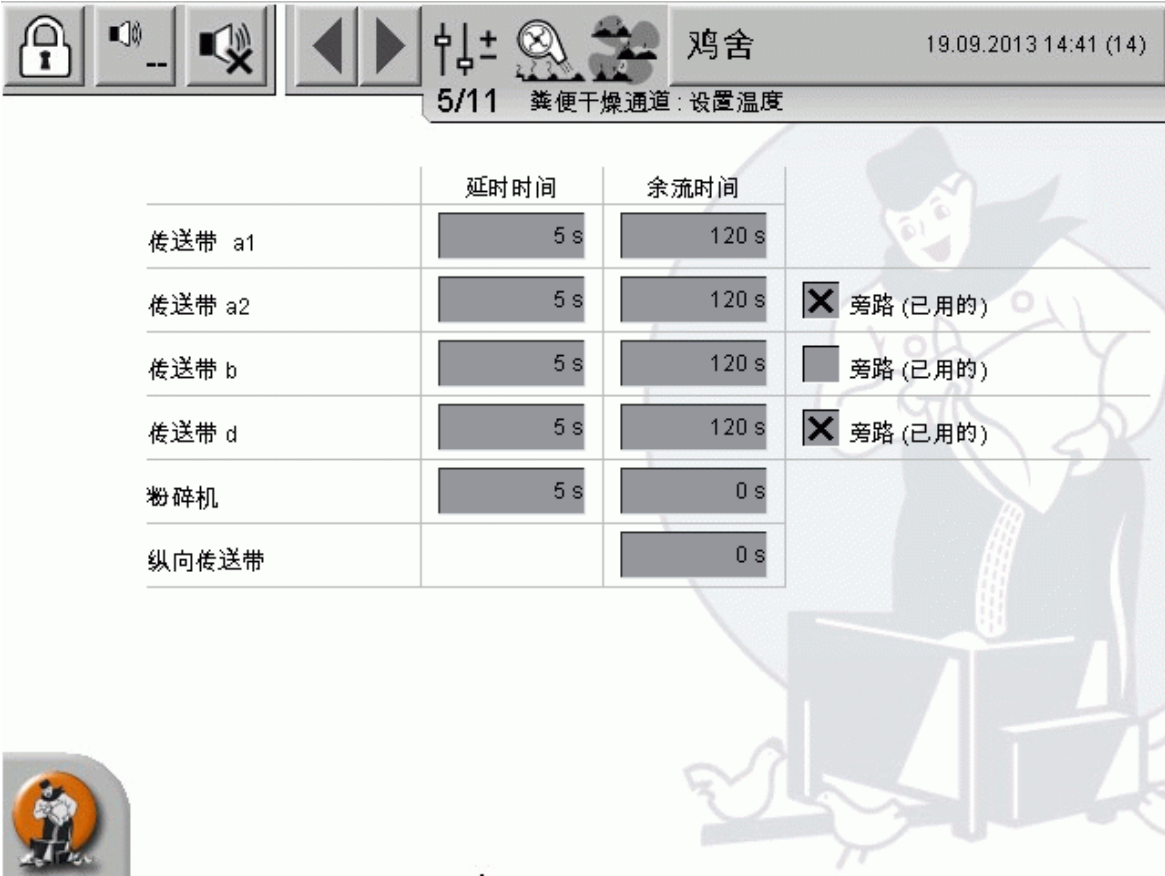 --
鸡舍
19.09.2013 14:41 (14)
5/11 粪便干燥通道 : 设置温度
延时时间 余流时间
传送带 a1 5 s 120 s
传送带 a2 5 s 120 s 旁路 (已用的)
传送带 b 5 s 120 s 旁路 (已用的)
传送带 d 5 s 120 s 旁路 (已用的)
粉碎机 5 s 0 s
纵向传送带 0 s